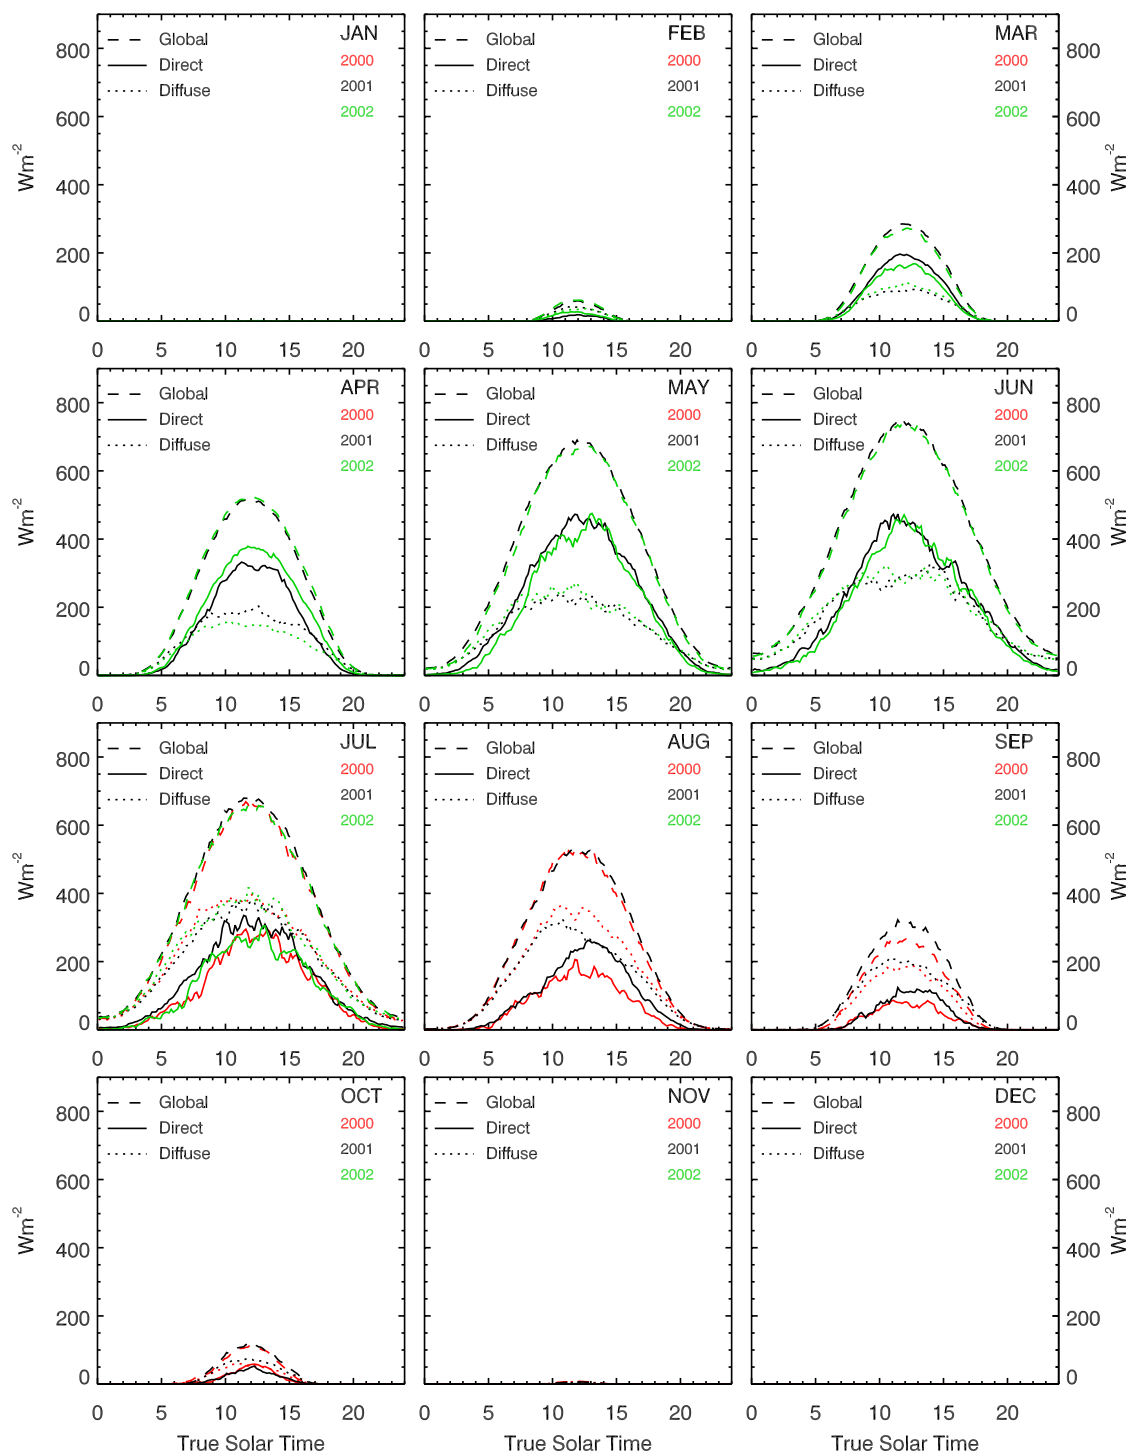 Global JAN
Direct 2000
Diffuse 2001
2002
Global FEB
Direct 2000
Diffuse 2001
2002
Global MAR
Direct 2000
Diffuse 2001
2002
800
600
400
200
0
Wm-2
800
600
400
200
0
Wm-2
0 5 10 15 20
0 5 10 15 20
0 5 10 15 20
Global APR
Direct 2000
Diffuse 2001
2002
Global MAY
Direct 2000
Diffuse 2001
2002
Global JUN
Direct 2000
Diffuse 2001
2002
800
600
400
200
0
Wm-2
800
600
400
200
0
Wm-2
0 5 10 15 20
0 5 10 15 20
0 5 10 15 20
Global JUL
Direct 2000
Diffuse 2001
2002
Global AUG
Direct 2000
Diffuse 2001
2002
Global SEP
Direct 2000
Diffuse 2001
2002
800
600
400
200
0
Wm-2
800
600
400
200
0
Wm-2
0 5 10 15 20
0 5 10 15 20
0 5 10 15 20
Global OCT
Direct 2000
Diffuse 2001
2002
Global NOV
Direct 2000
Diffuse 2001
2002
Global DEC
Direct 2000
Diffuse 2001
2002
800
600
400
200
0
Wm-2
800
600
400
200
0
Wm-2
0 5 10 15 20
0 5 10 15 20
0 5 10 15 20
True Solar Time
True Solar Time
True Solar Time